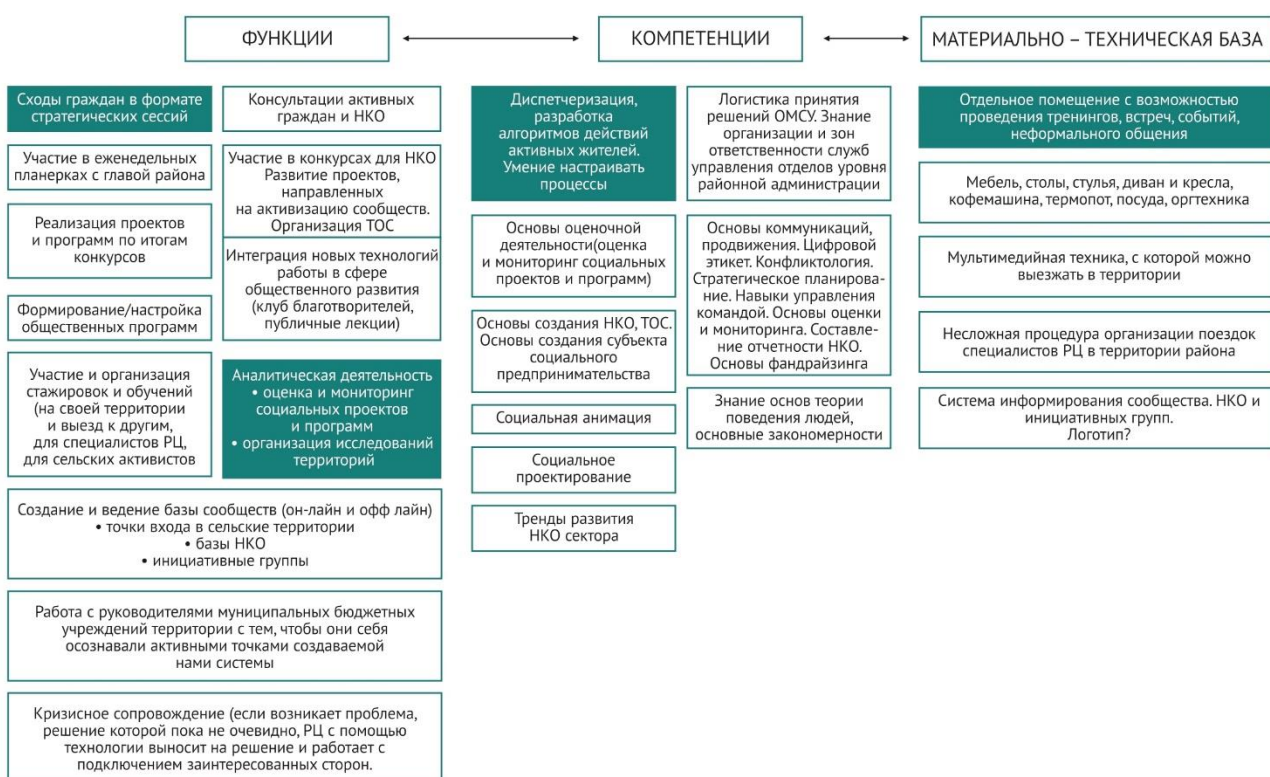 ФУНКЦИИ
КОМПЕТЕНЦИИ
МАТЕРИАЛЬНО – ТЕХНИЧЕСКАЯ БАЗА
Сходы граждан в формате
стратегических сессий
Участие в еженедельных
планерках с главой района
Реализация проектов
и программ по итогам
конкурсов
Формирование/настройка
общественных программ
Участие и организация
стажировок и обучений
(на своей территории
и выезд к другим,
для специалистов РЦ,
для сельских активистов
Консультации активных
граждан и НКО
Участие в конкурсах для НКО
Развитие проектов,
направленных
на активизацию сообществ.
Организация ТОС
Интеграция новых технологий
работы в сфере
общественного развития
(клуб благотворителей,
публичные лекции)
Аналитическая деятельность
• оценка и мониторинг
социальных проектов
и программ
• организация исследований
территорий
Создание и ведение базы сообществ (он-лайн и офф лайн)
• точки входа в сельские территории
• базы НКО
• инициативные группы
Работа с руководителями муниципальных бюджетных
учреждений территории с тем, чтобы они себя
осознавали активными точками создаваемой
нами системы
Кризисное сопровождение (если возникает проблема,
решение которой пока не очевидно, РЦ с помощью
технологии выносит на решение и работает с
подключением заинтересованных сторон.
Диспетчеризация,
разработка
алгоритмов действий
активных жителей.
Умение настраивать
процессы
Основы оценочной
деятельности(оценка
и мониторинг социальных
проектов и программ)
Основы создания НКО, ТОС.
Основы создания субъекта
социального
предпринимательства
Социальная анимация
Социальное
проектирование
Тренды развития
НКО сектора
Логистика принятия
решений ОМСУ. Знание
организации и зон
ответственности служб
управления отделов уровня
районной администрации
Основы коммуникаций,
продвижения. Цифровой
этикет. Конфликтология.
Стратегическое планирова-
ние. Навыки управления
командой. Основы оценки
и мониторинга. Составле-
ние отчетности НКО.
Основы фандрайзинга
Знание основ теории
поведения людей,
основные закономерности
Отдельное помещение с возможностью
проведения тренингов, встреч, событий,
неформального общения
Мебель, столы, стулья, диван и кресла,
кофемашина, термопот, посуда, оргтехника
Мультимедийная техника, с которой можно
выезжать в территории
Несложная процедура организации поездок
специалистов РЦ в территории района
Система информирования сообщества. НКО и
инициативных групп.
Логотип?